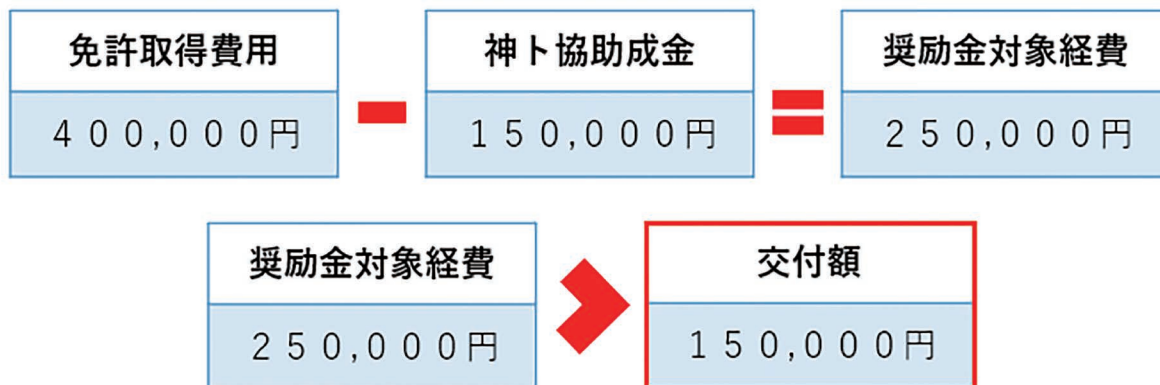 免許取得費用
400,000円
神ト協助成金
150,000円
奨励金対象経費
250,000円
奨励金対象経費
250,000円
交付額
150,000円